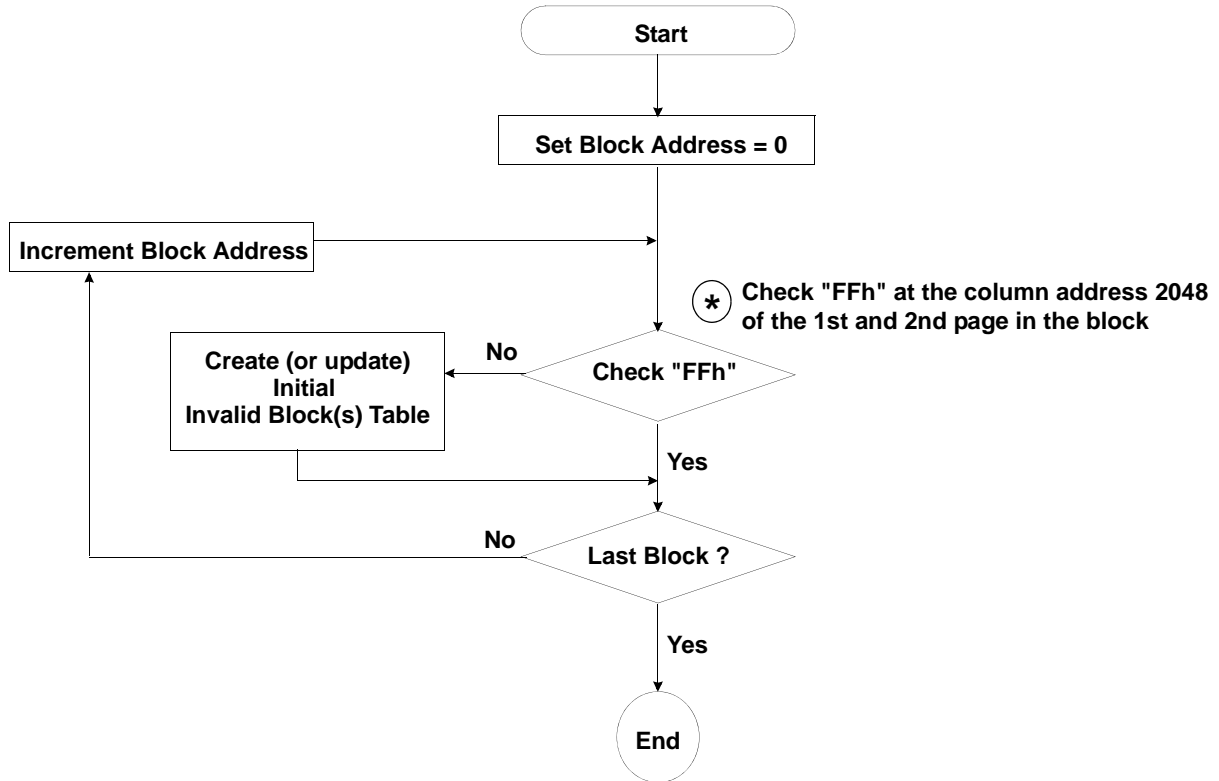 Start
Set Block Address = 0
Increment Block Address
* Check "FFh" at the column address 2048
of the 1st and 2nd page in the block
Create (or update)
Initial
Invalid Block(s) Table
No
Check "FFh"
Yes
No
Last Block ?
Yes
End